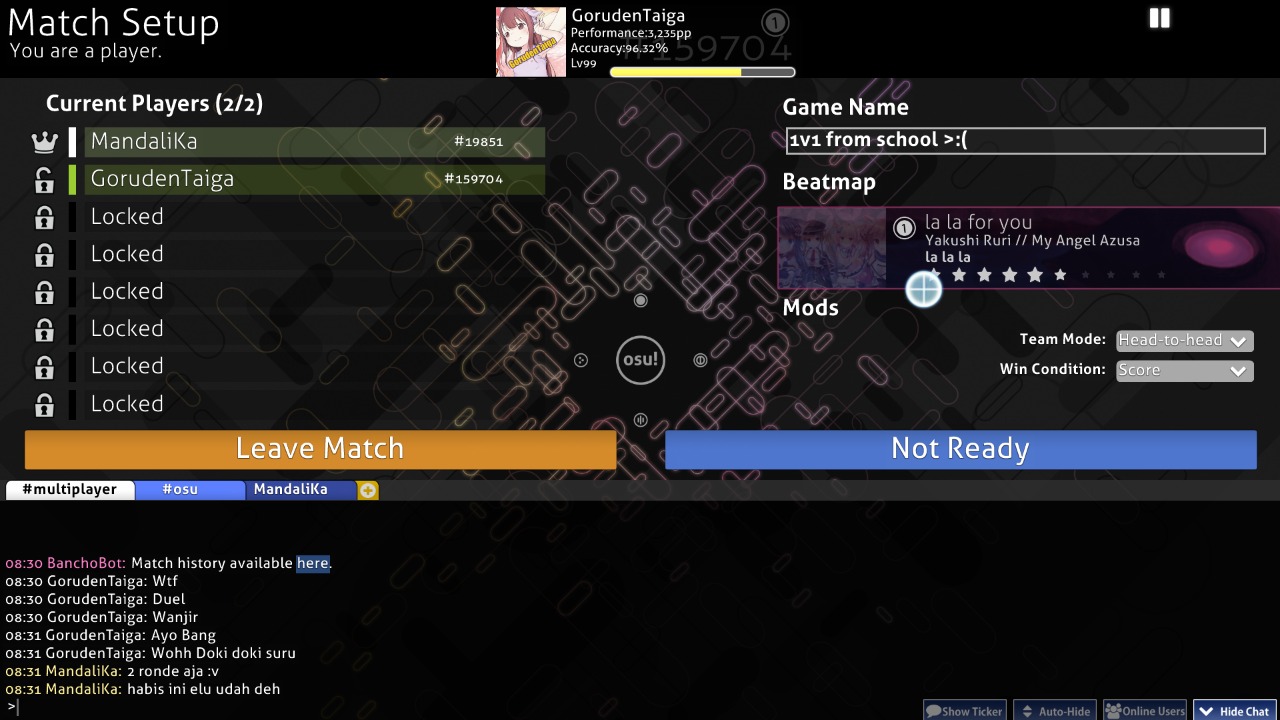 Match Setup
You are a player.
GorudenTaiga
Performance:3,235pp
Accuracy:96.32%
Lv99
#159704
1
Current Players (2/2)
MandaliKa #19851
GorudenTaiga #159704
Locked
Locked
Locked
Locked
Locked
Locked
Game Name
1v1 from school >:(
Beatmap
1
la la for you
Yakushi Ruri // My Angel Azusa
la la la
Mods
Team Mode: Head-to-head
Win Condition: Score
osu!
GorudenTaiga
Leave Match
Not Ready
#multiplayer #osu MandaliKa
08:30 BanchoBot: Match history available here.
08:30 GorudenTaiga: Wtf
08:30 GorudenTaiga: Duel
08:30 GorudenTaiga: Wanjir
08:31 GorudenTaiga: Ayo Bang
08:31 GorudenTaiga: Wohh Doki doki suru
08:31 MandaliKa: 2 ronde aja :v
08:31 MandaliKa: habis ini elu udah deh
>|
Show Ticker Auto-Hide Online Users Hide Chat